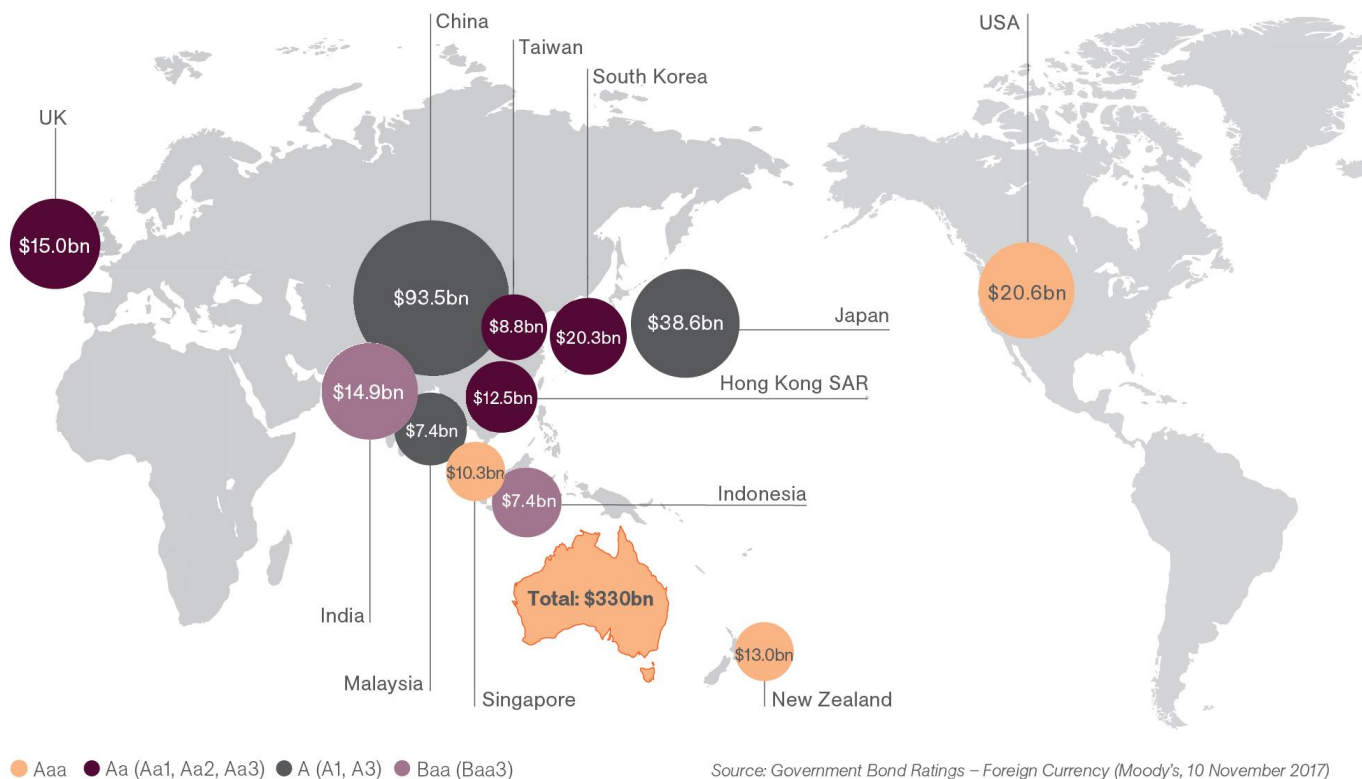 China
Taiwan
USA
South Korea
UK
$15.0bn
$93.5bn
$8.8bn
$20.3bn
$38.6bn
$20.6bn
Japan
Hong Kong SAR
$14.9bn
$12.5bn
$7.4bn
$10.3bn
$7.4bn
Indonesia
Total: $330bn
India
$13.0bn
Malaysia
Singapore
New Zealand
Aaa Aa (Aa1, Aa2, Aa3) A (A1, A3) Baa (Baa3)
Source: Government Bond Ratings – Foreign Currency (Moody's, 10 November 2017)